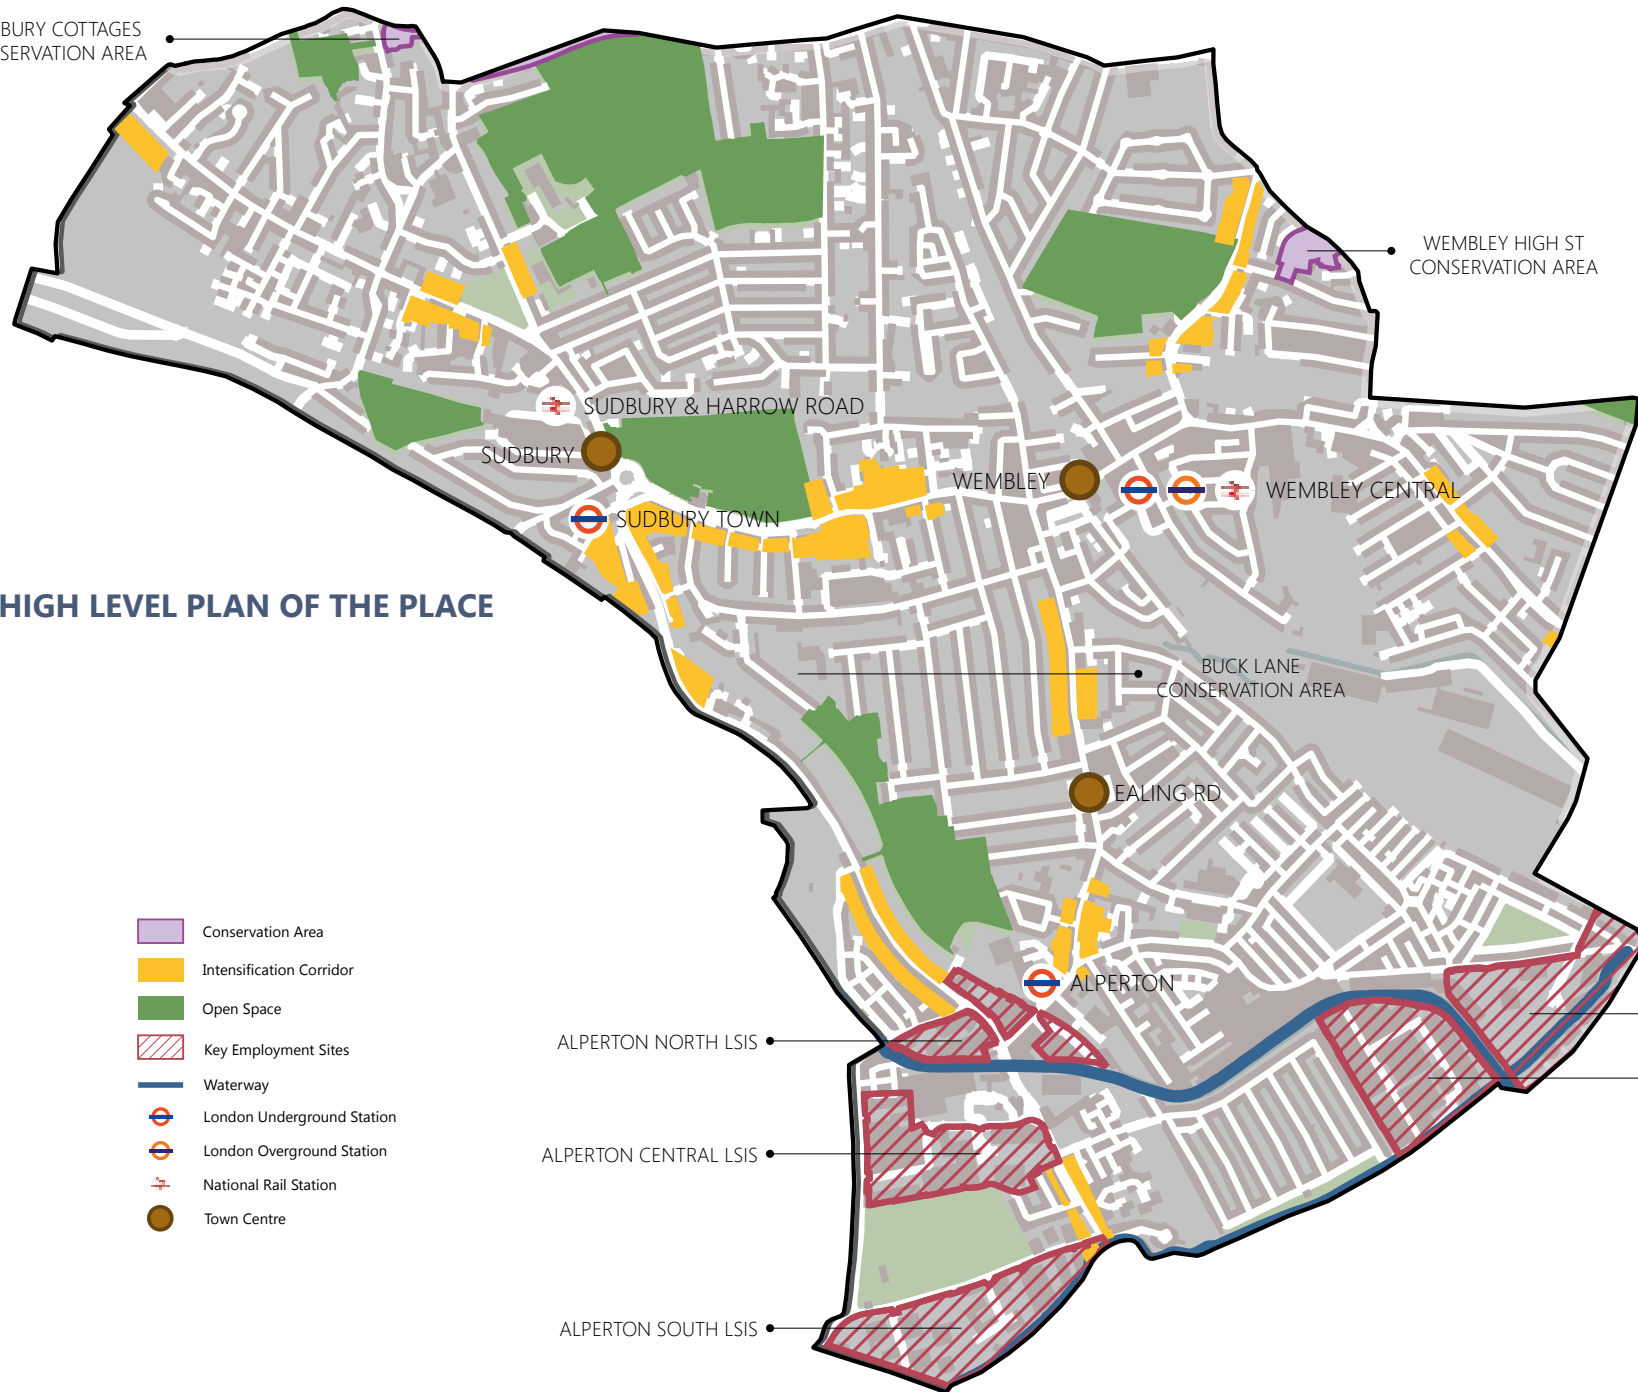 BURY COTTAGES
SERVATION AREA
WEMBLEY HIGH ST
CONSERVATION AREA
SUDBURY & HARROW ROAD
SUDBURY
WEMBLEY
WEMBLEY CENTRAL
SUDBURY TOWN
HIGH LEVEL PLAN OF THE PLACE
BUCK LANE
CONSERVATION AREA
EALING RD
Conservation Area
Intensification Corridor
Open Space
Key Employment Sites
Waterway
London Underground Station
London Overground Station
National Rail Station
Town Centre
ALPERTON
ALPERTON NORTH LSIS
ALPERTON CENTRAL LSIS
ALPERTON SOUTH LSIS